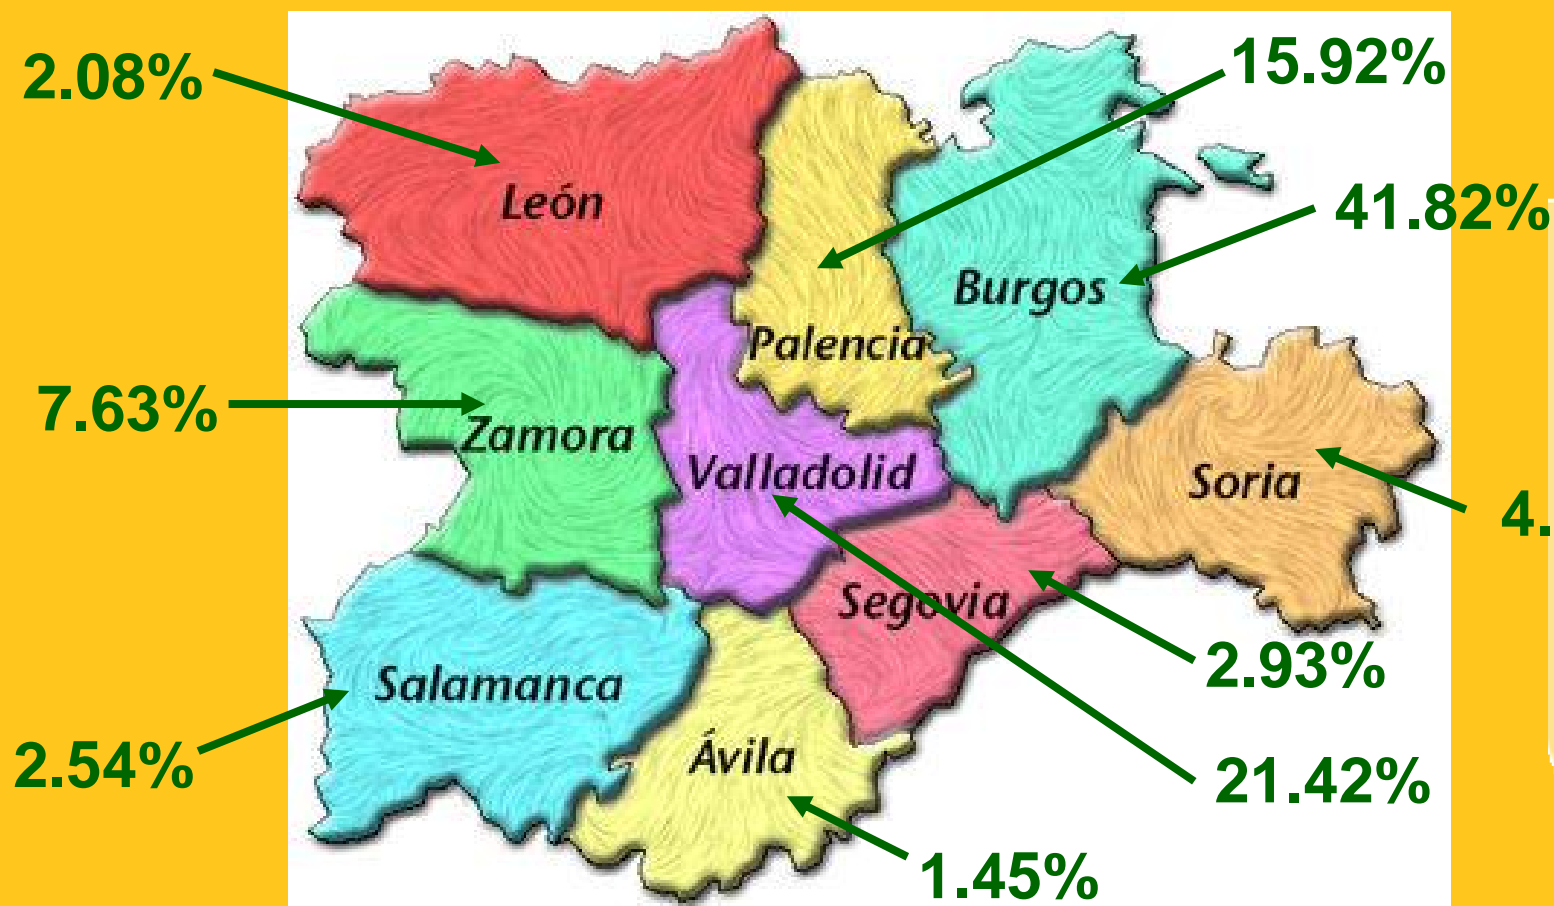 2.08%
15.92%
León
41.82%
Burgos
Palencia
7.63%
Zamora
Valladolid
Soria
4.
Segovia
2.93%
Salamanca
2.54%
Ávila
21.42%
1.45%